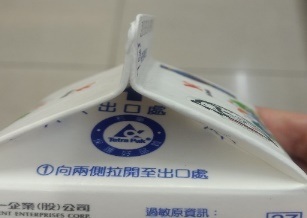 出口處
Tetra Pak
①向兩側拉開至出口處
一企業(股)公司
ENT ENTERPRISES CORP
過敏原資訊：